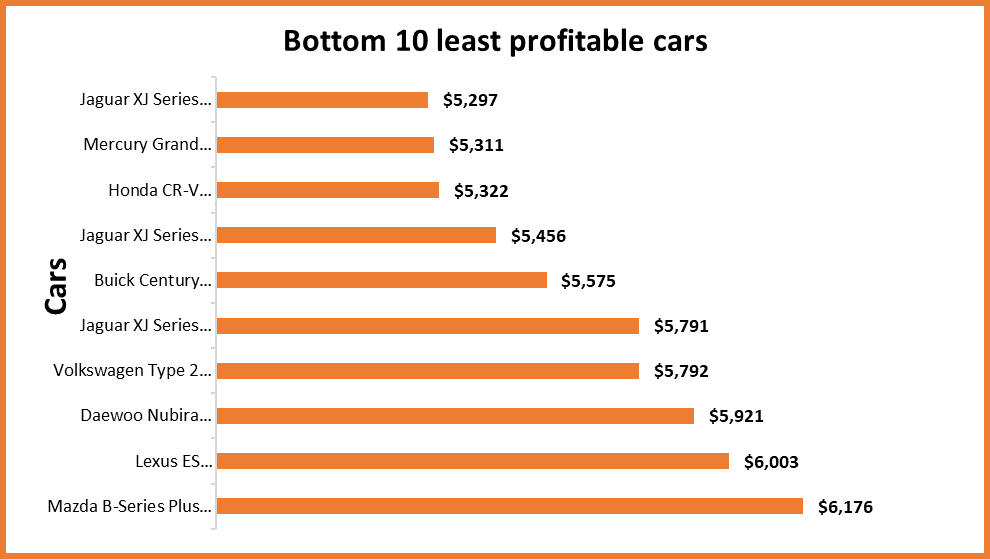 Bottom 10 least profitable cars
Jaguar XJ Series... $5,297
Mercury Grand... $5,311
Honda CR-V... $5,322
Jaguar XJ Series... $5,456
Buick Century... $5,575
Jaguar XJ Series... $5,791
Volkswagen Type 2... $5,792
Daewoo Nubira... $5,921
Lexus ES... $6,003
Mazda B-Series Plus... $6,176
Cars